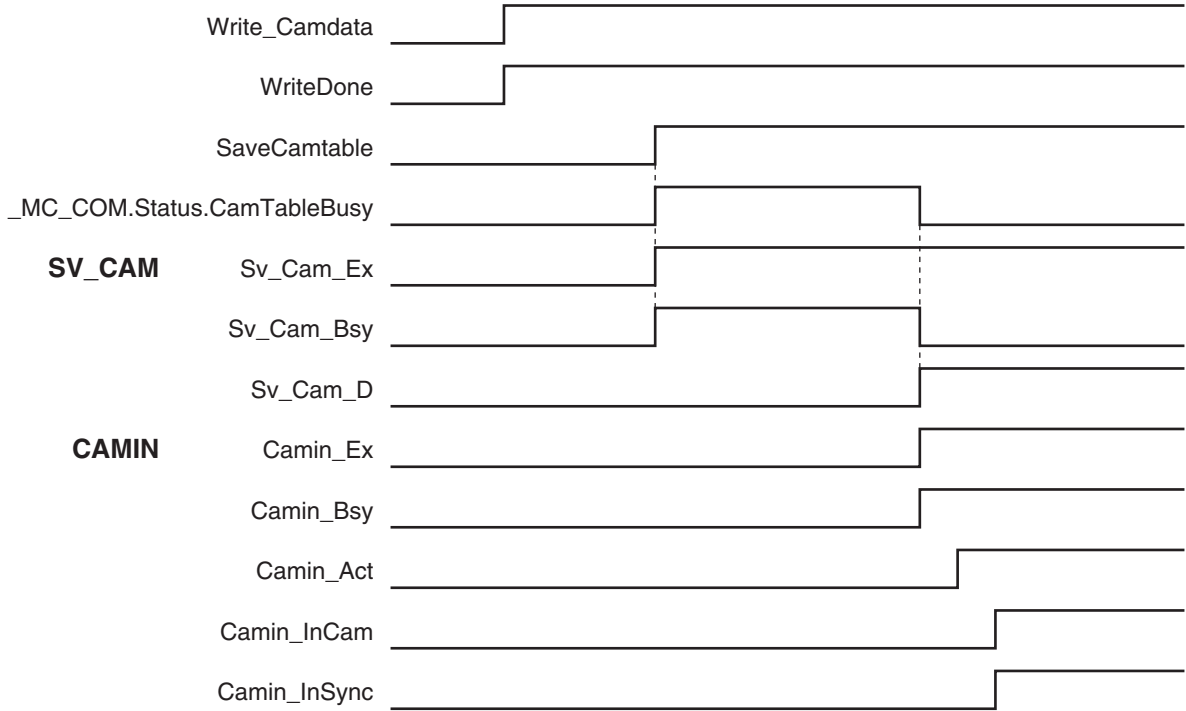 Write_Camdata
WriteDone
SaveCamtable
_MC_COM.Status.CamTableBusy
SV_CAM Sv_Cam_Ex
Sv_Cam_Bsy
Sv_Cam_D
CAMIN Camin_Ex
Camin_Bsy
Camin_Act
Camin_InCam
Camin_InSync